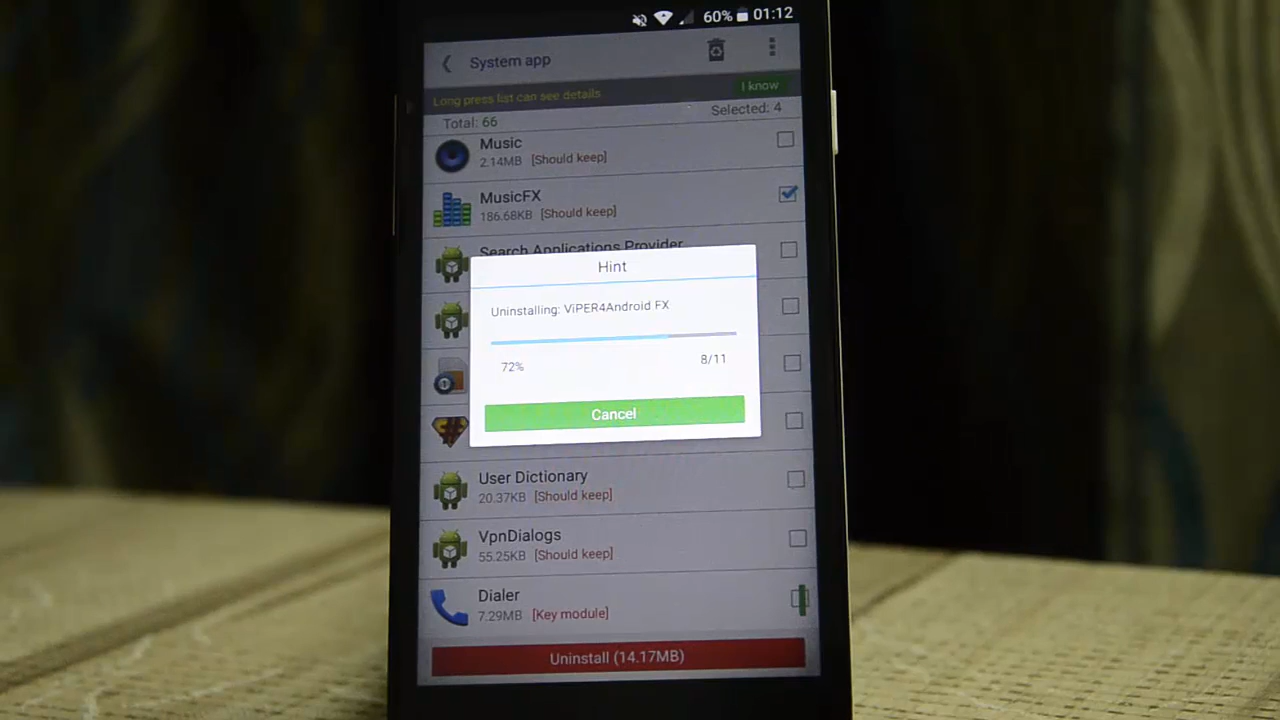 60% 01:12
System app
Long press list can see details
I know
Total: 66
Selected: 4
Music
2.14MB [Should keep]
MusicFX
186.68KB [Should keep]
Search Applications Provider
Hint
Uninstalling: ViPER4Android FX
72%
8/11
Cancel
User Dictionary
20.37KB [Should keep]
VpnDialogs
55.25KB [Should keep]
Dialer
7.29MB [Key module]
Uninstall (14.17MB)